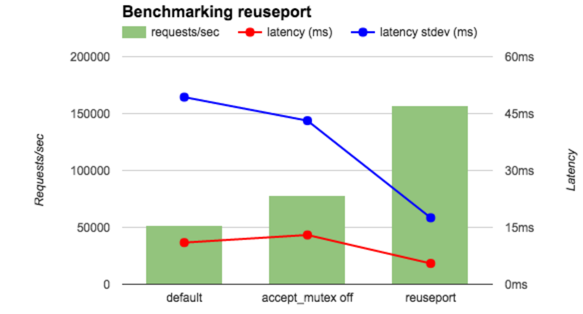 Benchmarking reuseport
requests/sec latency (ms) latency stdev (ms)
200000 60ms
150000 45ms
100000 30ms
50000 15ms
0 0ms
Requests/sec
Latency
default accept_mutex off reuseport